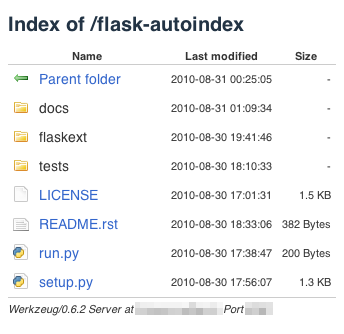 Index of /flask-autoindex
Name Last modified Size
Parent folder 2010-08-31 00:25:05 -
docs 2010-08-31 01:09:34 -
flaskext 2010-08-30 19:41:46 -
tests 2010-08-30 18:10:33 -
LICENSE 2010-08-30 17:01:31 1.5 KB
README.rst 2010-08-30 18:33:06 382 Bytes
run.py 2010-08-30 17:38:47 200 Bytes
setup.py 2010-08-30 17:56:07 1.3 KB
Werkzeug/0.6.2 Server at Port